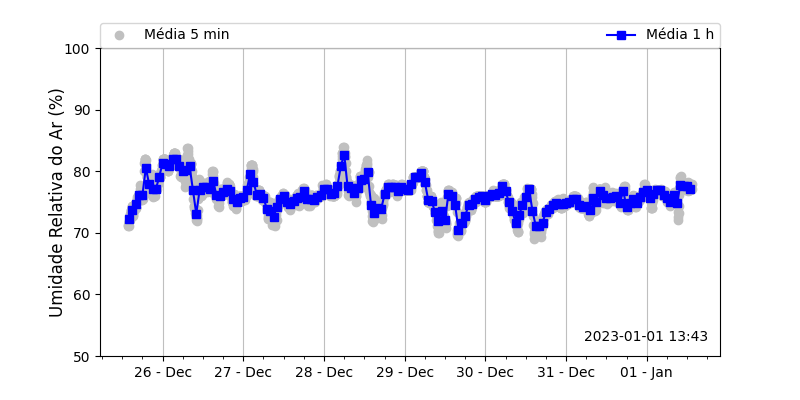 Média 5 min
Média 1 h
100
90
80
70
60
50
Umidade Relativa do Ar (%)
2023-01-01 13:43
26 - Dec
27 - Dec
28 - Dec
29 - Dec
30 - Dec
31 - Dec
01 - Jan